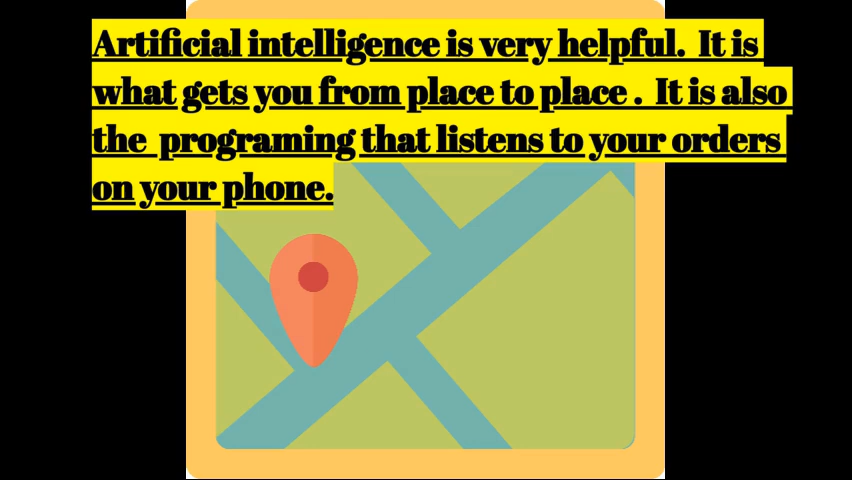 Artificial intelligence is very helpful.  It is
what gets you from place to place .  It is also
the  programing that listens to your orders
on your phone.